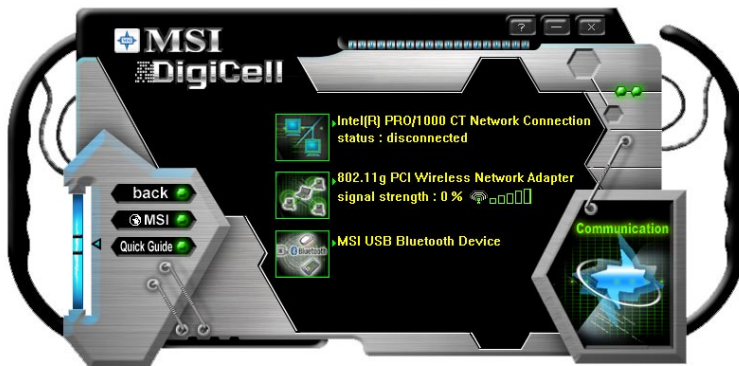 MSI
DigiCell
?
Intel(R) PRO/1000 CT Network Connection
status : disconnected
802.11g PCI Wireless Network Adapter
signal strength : 0 %
Bluetooth
MSI USB Bluetooth Device
back
MSI
Quick Guide
Communication